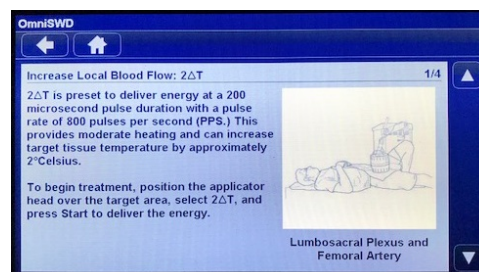 OmniSWD
Increase Local Blood Flow: 2△T
1/4
2△T is preset to deliver energy at a 200
microsecond pulse duration with a pulse
rate of 800 pulses per second (PPS.) This
provides moderate heating and can increase
target tissue temperature by approximately
2°Celsius.
To begin treatment, position the applicator
head over the target area, select 2△T, and
press Start to deliver the energy.
Lumbosacral Plexus and
Femoral Artery